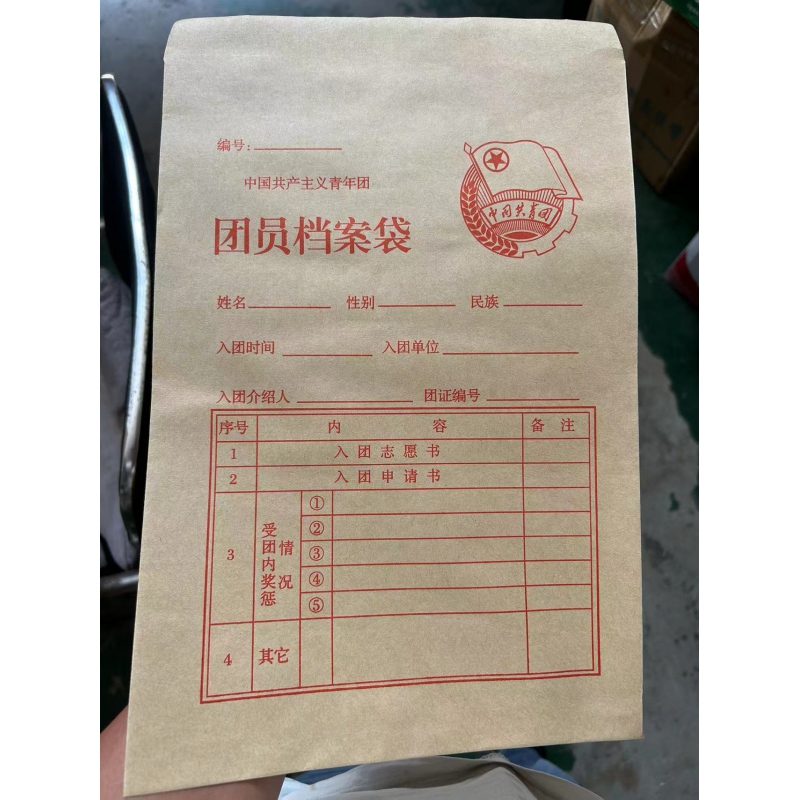 编号:
中国共产主义青年团
中国共青团
团员档案袋
姓名 性别 民族
入团时间 入团单位
入团介绍人 团证编号
序号 内 容 备 注
1 入团志愿书
2 入团申请书
3 受团内奖惩情况 ①
②
③
④
⑤
4 其它